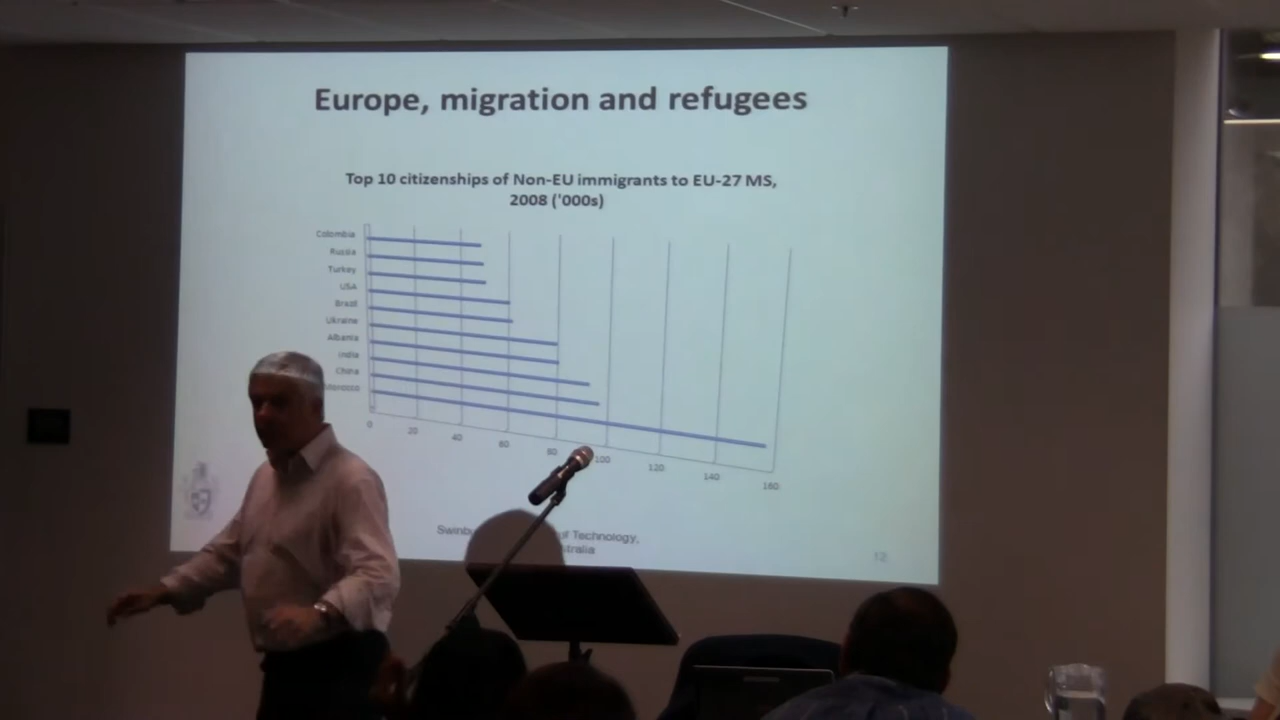 Europe, migration and refugees
Top 10 citizenships of Non-EU immigrants to EU-27 MS,
2008 ('000s)
Colombia
Russia
Turkey
USA
Brazil
Ukraine
Albania
India
China
Morocco
0 20 40 60 80 100 120 140 160
of Technology,
12